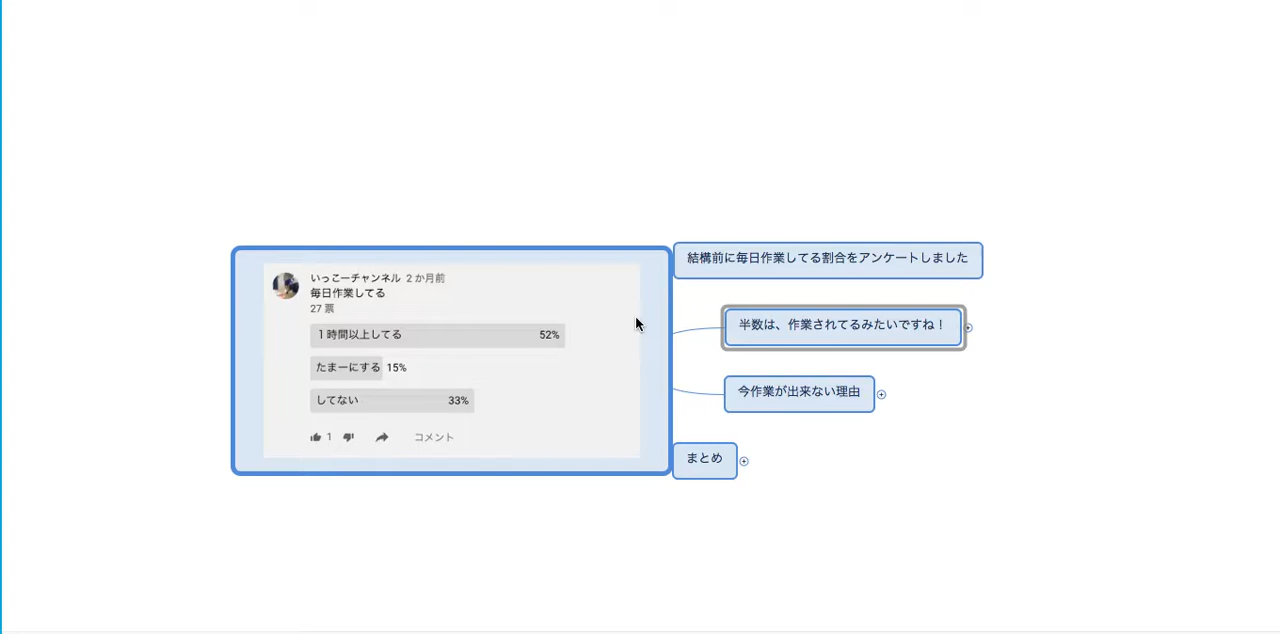 いっこーチャンネル 2 か月前
毎日作業してる
27 票
1時間以上してる 52%
たまーにする 15%
してない 33%
1 コメント
結構前に毎日作業してる割合をアンケートしました
半数は、作業されてるみたいですね！
今作業が出来ない理由
まとめ